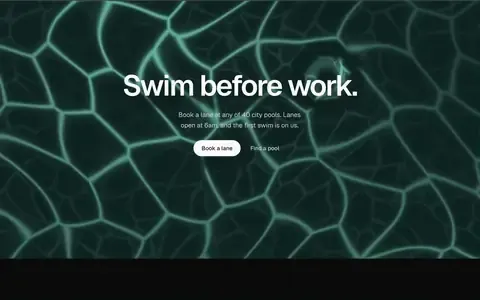 Swim before work.
Book a lane at any of 40 city pools. Lanes
open at 6am, and the first swim is on us.
Book a lane
Find a pool